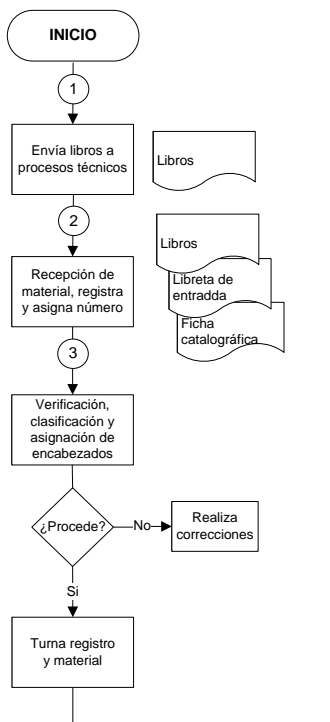 INICIO
1
Envía libros a
procesos técnicos
Libros
2
Recepción de
material, registra
y asigna número
Libros
Libreta de
entradda
Ficha
catalográfica
3
Verificación,
clasificación y
asignación de
encabezados
¿Procede?
No
Realiza
correcciones
Si
Turna registro
y material